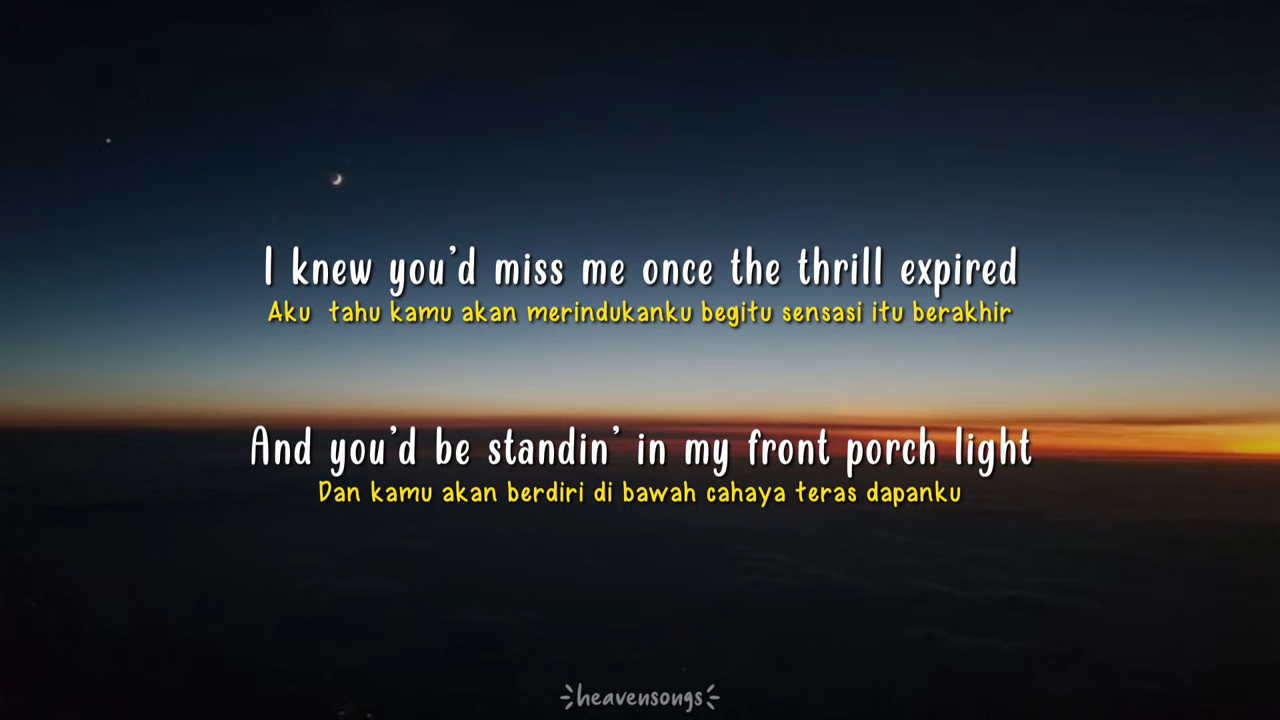 I knew you'd miss me once the thrill expired
Aku tahu kamu akan merindukanku begitu sensasi itu berakhir
And you'd be standin' in my front porch light
Dan kamu akan berdiri di bawah cahaya teras dapanku
heavensongs